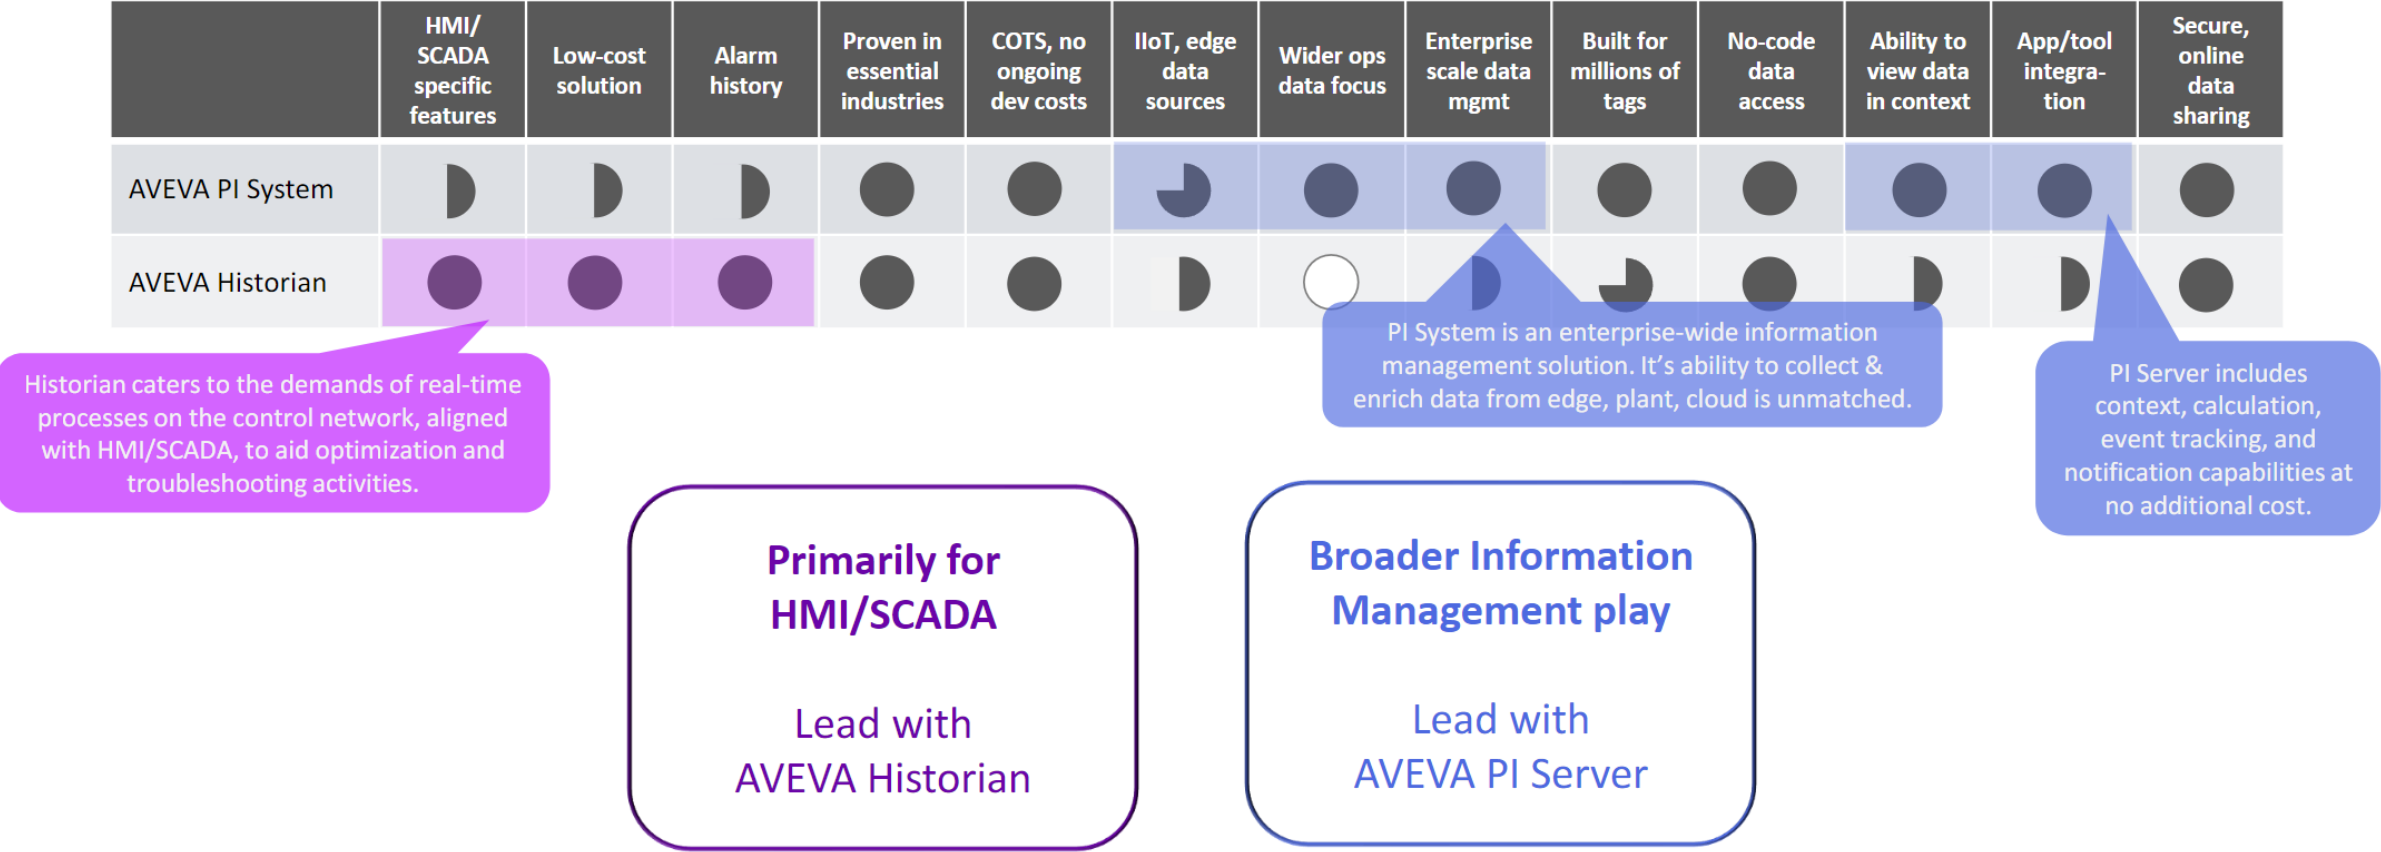 HMI/
SCADA
specific
features
Low-cost
solution
Alarm
history
Proven in
essential
industries
COTS, no
ongoing
dev costs
IIoT, edge
data
sources
Wider ops
data focus
Enterprise
scale data
mgmt
Built for
millions of
tags
No-code
data
access
Ability to
view data
in context
App/tool
integra-
tion
Secure,
online
data
sharing
AVEVA PI System
AVEVA Historian
Historian caters to the demands of real-time
processes on the control network, aligned
with HMI/SCADA, to aid optimization and
troubleshooting activities.
PI System is an enterprise-wide information
management solution. It's ability to collect &
enrich data from edge, plant, cloud is unmatched.
PI Server includes
context, calculation,
event tracking, and
notification capabilities at
no additional cost.
Primarily for
HMI/SCADA
Lead with
AVEVA Historian
Broader Information
Management play
Lead with
AVEVA PI Server